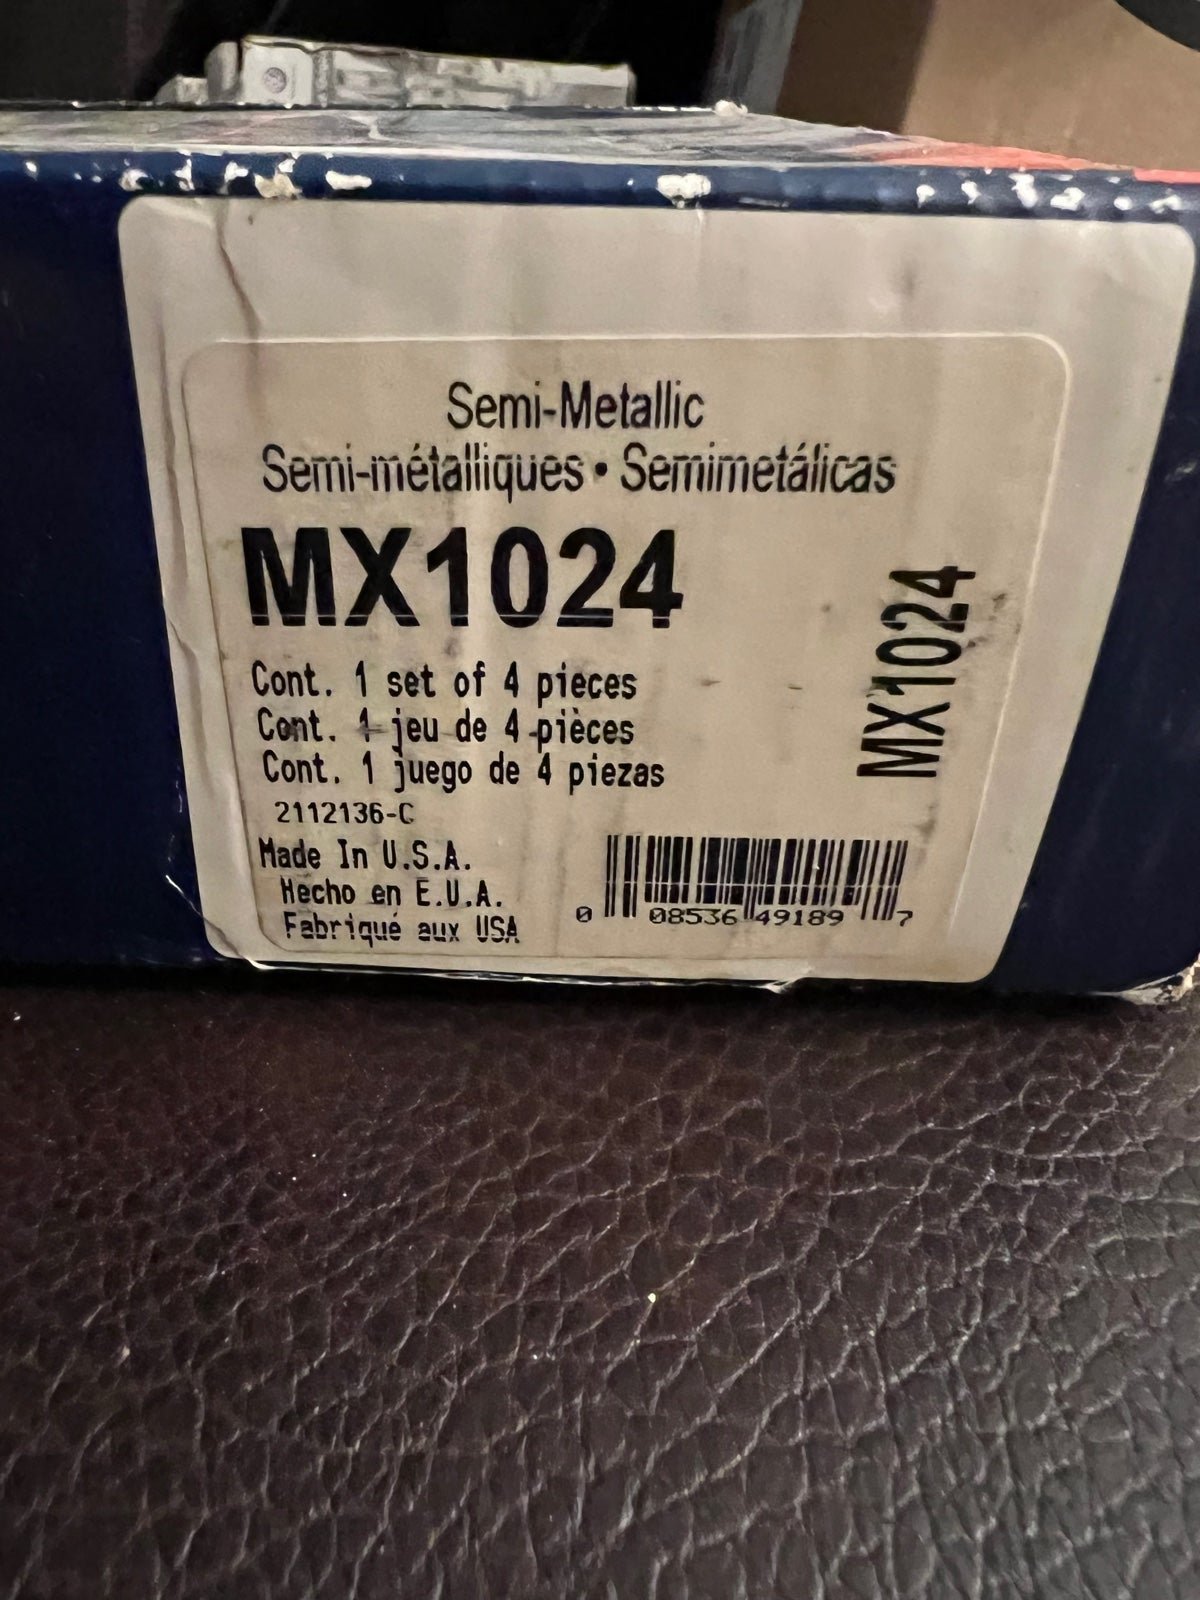 Semi-Metallic
Semi-métalliques • Semimetálicas
MX1024
MX1024
Cont. 1 set of 4 pieces
Cont. 1 jeu de 4 pièces
Cont. 1 juego de 4 piezas
2112136-C
Made In U.S.A.
Hecho en E.U.A.
Fabriqué aux USA
0 08536 49189 7